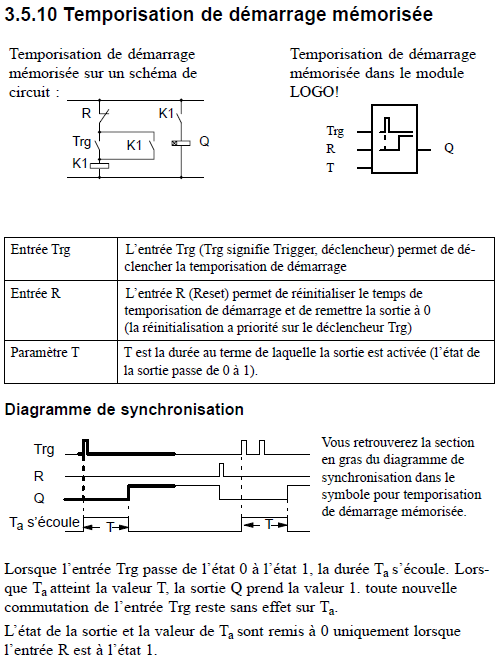 3.5.10 Temporisation de démarrage mémorisée
Temporisation de démarrage
mémorisée sur un schéma de
circuit :
R
K1
Trg
K1
Q
K1
Temporisation de démarrage
mémorisée dans le module
LOGO!
Trg
R
Q
T
Entrée Trg
L'entrée Trg (Trg signifie Trigger, déclencheur) permet de dé-
clencher la temporisation de démarrage
Entrée R
L'entrée R (Reset) permet de réinitialiser le temps de
temporisation de démarrage et de remettre la sortie à 0
(la réinitialisation a priorité sur le déclencheur Trg)
Paramètre T
T est la durée au terme de laquelle la sortie est activée (l'état de
la sortie passe de 0 à 1).
Diagramme de synchronisation
Trg
R
Q
Ta s'écoule
T
T
Vous retrouverez la section
en gras du diagramme de
synchronisation dans le
symbole pour temporisation
de démarrage mémorisée.
Lorsque l'entrée Trg passe de l'état 0 à l'état 1, la durée Ta s'écoule. Lors-
que Ta atteint la valeur T, la sortie Q prend la valeur 1. toute nouvelle
commutation de l'entrée Trg reste sans effet sur Ta.
L'état de la sortie et la valeur de Ta sont remis à 0 uniquement lorsque
l'entrée R est à l'état 1.